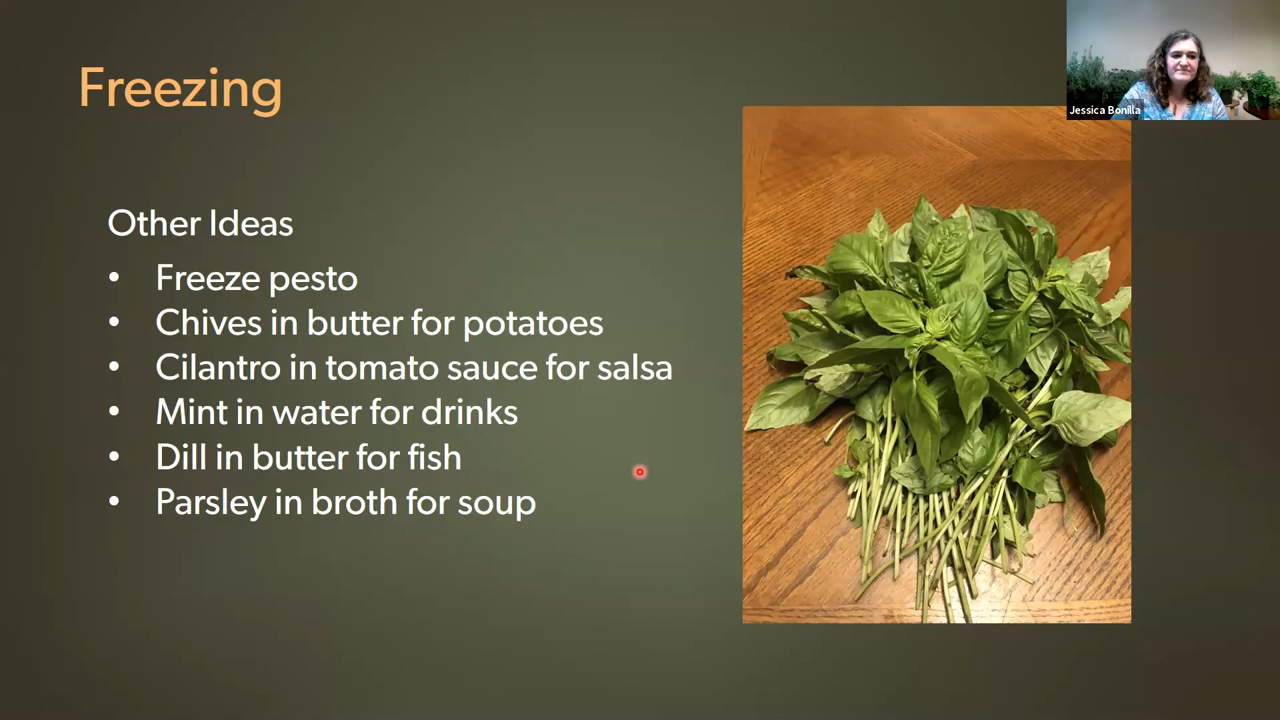 Freezing
Other Ideas
• Freeze pesto
• Chives in butter for potatoes
• Cilantro in tomato sauce for salsa
• Mint in water for drinks
• Dill in butter for fish
• Parsley in broth for soup
Jessica Bonilla